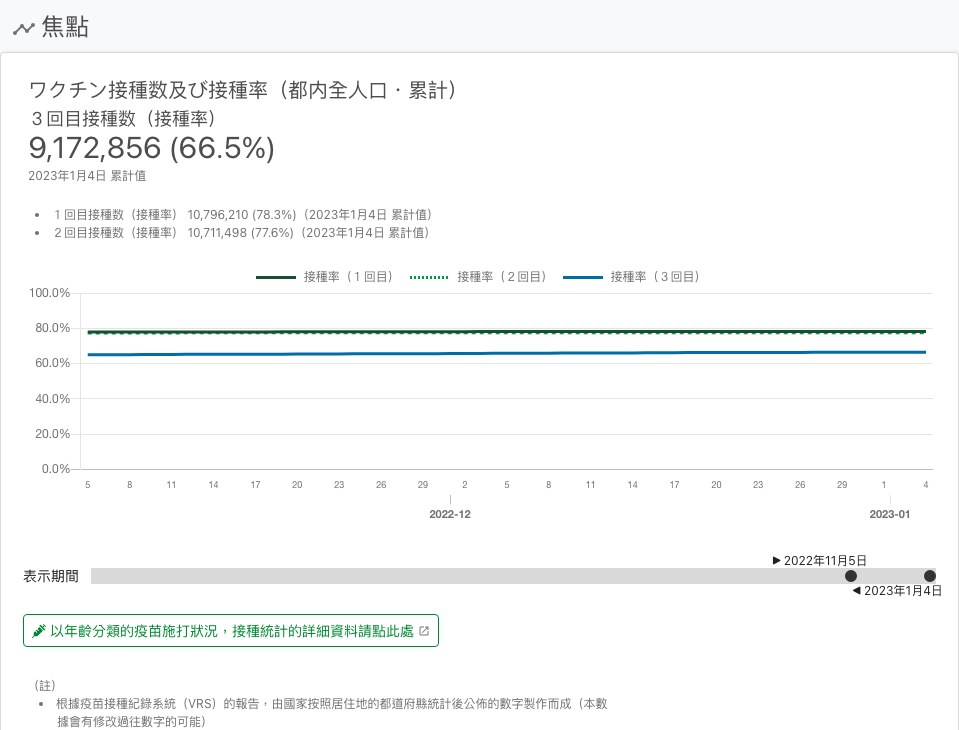 焦點
ワクチン接種数及び接種率（都内全人口・累計）
３回目接種数（接種率）
9,172,856 (66.5%)
2023年1月4日 累計值
• １回目接種数（接種率） 10,796,210 (78.3%)（2023年1月4日 累計值）
• ２回目接種数（接種率） 10,711,498 (77.6%)（2023年1月4日 累計值）
接種率（１回目） 接種率（２回目） 接種率（３回目）
100.0%
80.0%
60.0%
40.0%
20.0%
0.0%
5 8 11 14 17 20 23 26 29 2 5 8 11 14 17 20 23 26 29 1 4
2022-12 2023-01
▶ 2022年11月5日
表示期間
◀ 2023年1月4日
以年齡分類的疫苗施打狀況，接種統計的詳細資料請點此處
（註）
• 根據疫苗接種紀錄系統（VRS）的報告，由國家按照居住地的都道府縣統計後公佈的數字製作而成（本數
據會有修改過往數字的可能）